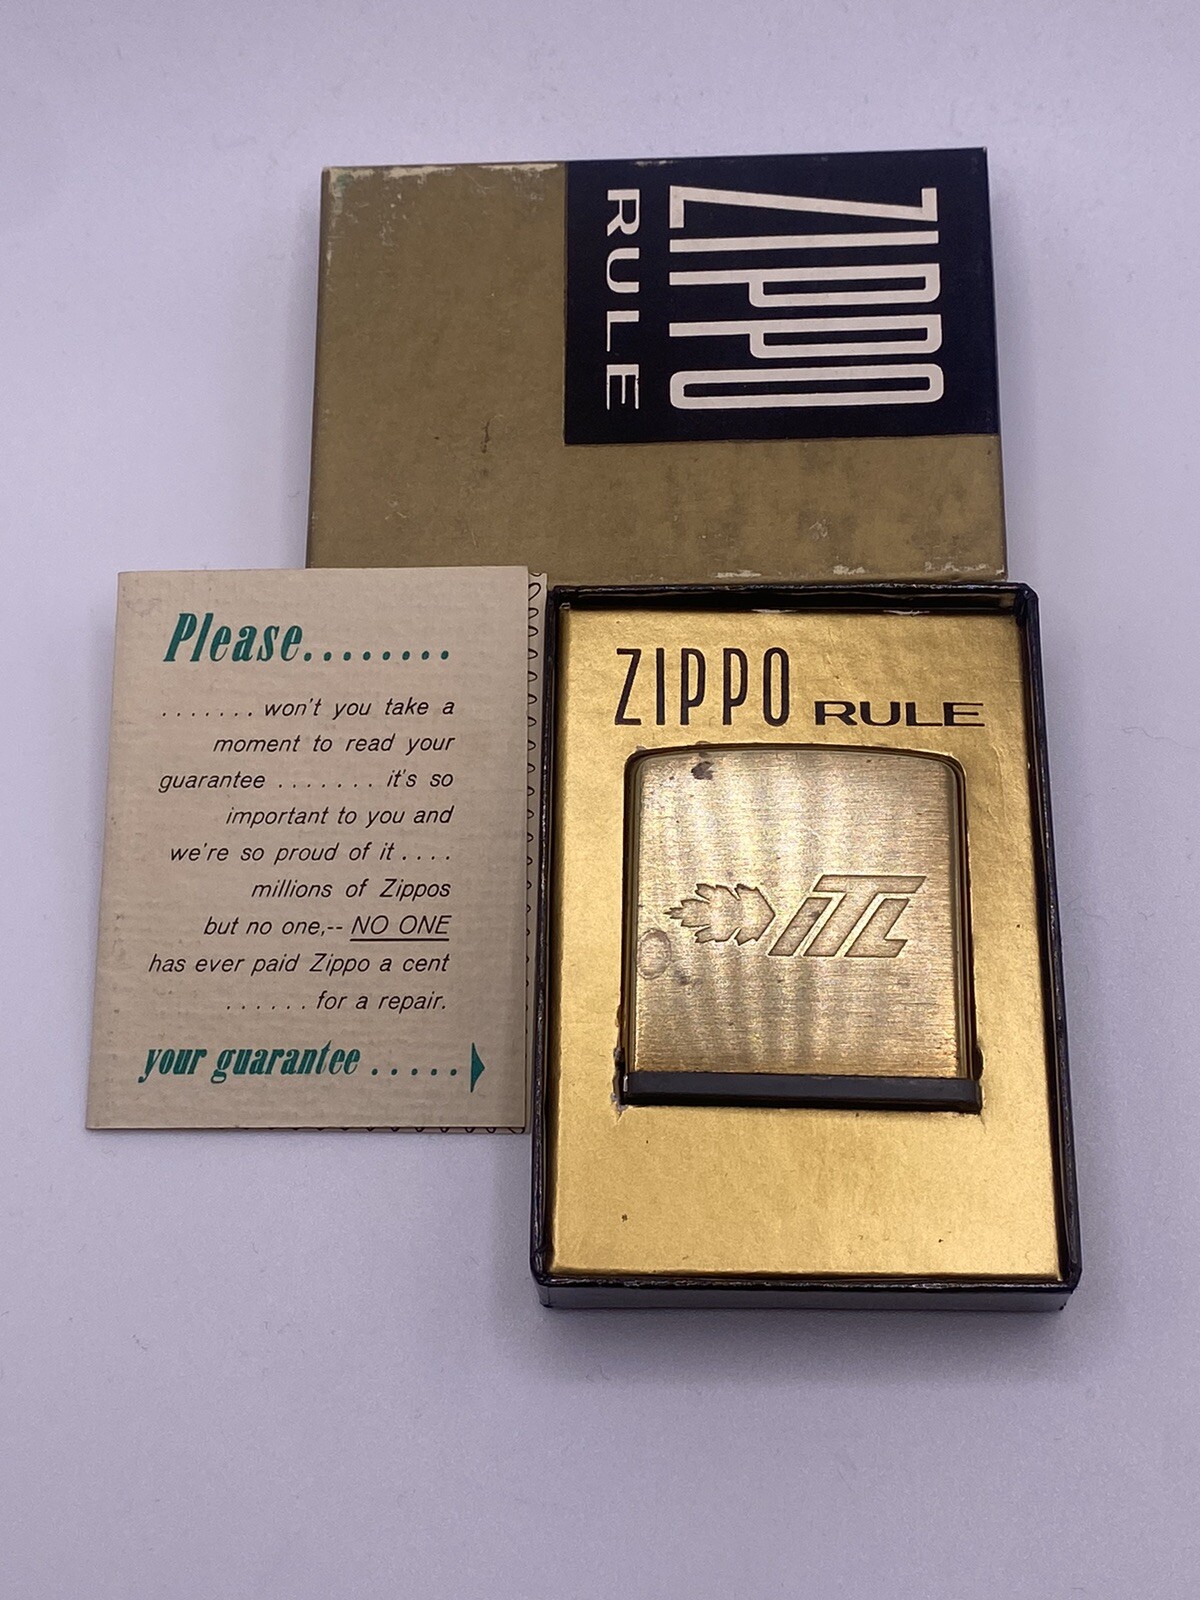 ZIPPO
RULE
Please........
.......won't you take a
moment to read your
guarantee.......it's so
important to you and
we're so proud of it....
millions of Zippos
but no one,-- NO ONE
has ever paid Zippo a cent
......for a repair.
your guarantee.....
ZIPPO RULE
ITL